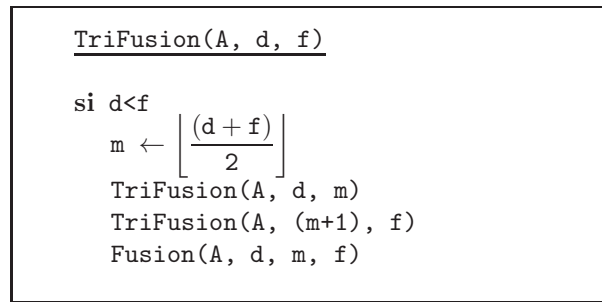 TriFusion(A, d, f)
si d<f
m ← ⌊(d + f)/2⌋
TriFusion(A, d, m)
TriFusion(A, (m+1), f)
Fusion(A, d, m, f)